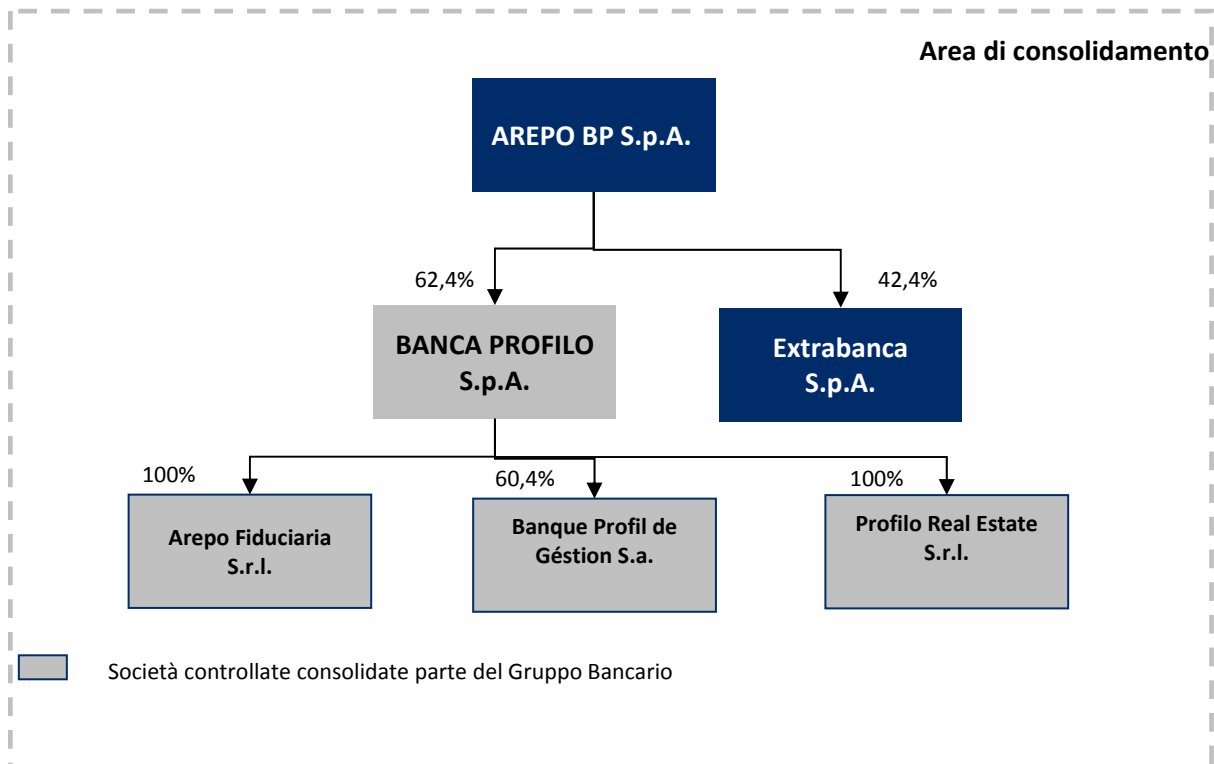 Area di consolidamento
AREPO BP S.p.A.
62,4%
42,4%
BANCA PROFILO
S.p.A.
Extrabanca
S.p.A.
100%
60,4%
100%
Arepo Fiduciaria
S.r.l.
Banque Profil de
Géstion S.a.
Profilo Real Estate
S.r.l.
Società controllate consolidate parte del Gruppo Bancario